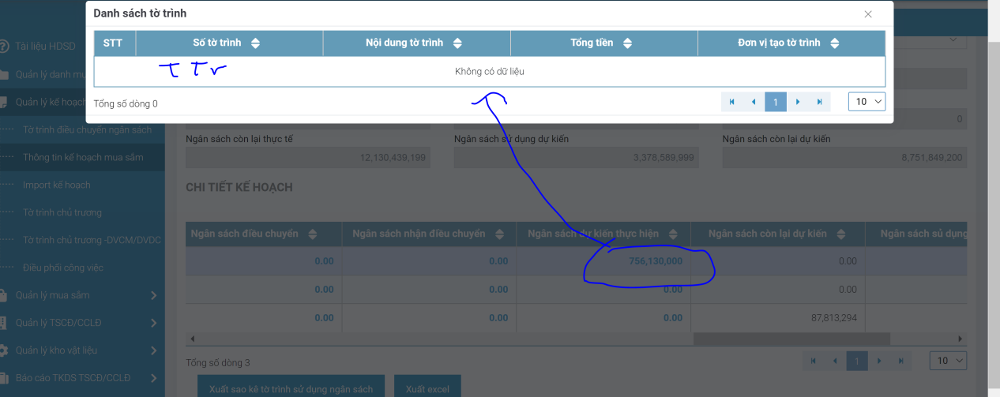 Danh sách tờ trình
STT Số tờ trình Nội dung tờ trình Tổng tiền Đơn vị tạo tờ trình
T Tr
Không có dữ liệu
Tổng số dòng 0
1 10
Tài liệu HDSD
Quản lý danh mụ
Quản lý kế hoạch
Tờ trình điều chuyển ngân sách
Thông tin kế hoạch mua sắm
Import kế hoạch
Tờ trình chủ trương
Tờ trình chủ trương -DVCM/DVDC
Điều phối công việc
Quản lý mua sắm
Quản lý TSCĐ/CCLĐ
Quản lý kho vật liệu
Báo cáo TKDS TSCĐ/CCLĐ
0
Ngân sách còn lại thực tế Ngân sách sử dụng dự kiến Ngân sách còn lại dự kiến
12,130,439,199 3,378,589,999 8,751,849,200
CHI TIẾT KẾ HOẠCH
Ngân sách điều chuyển Ngân sách nhận điều chuyển Ngân sách dự kiến thực hiện Ngân sách còn lại dự kiến Ngân sách sủ dụng
0.00 0.00 756,130,000 0.00
0.00 0.00 0.00 0.00
0.00 0.00 0.00 87,813,294
Tổng số dòng 3
1 10
Xuất sao kê tờ trình sử dụng ngân sách Xuất excel